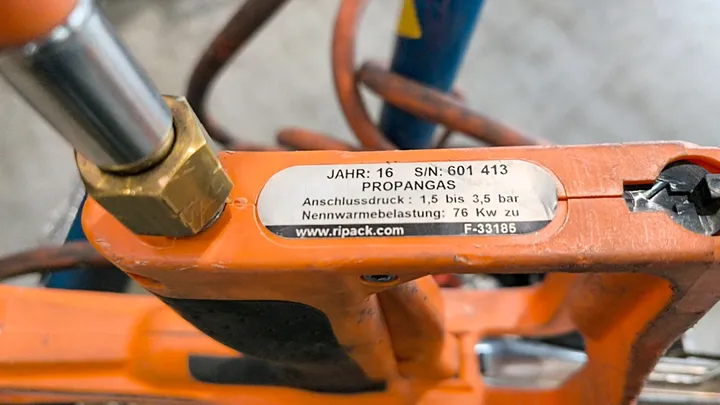 JAHR: 16 S/N: 601 413
PROPANGAS
Anschlussdruck : 1,5 bis 3,5 bar
Nennwarmebelastung: 76 Kw zu
www.ripack.com F-33185